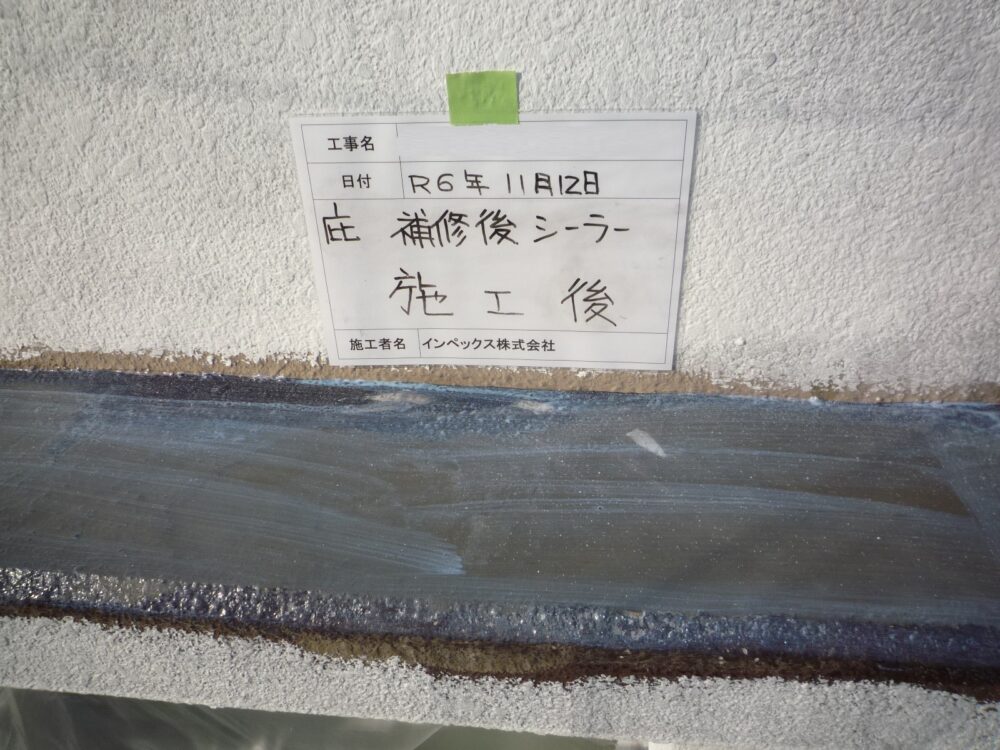 工事名
日付 R6年 11月12日
庇 補修後シーラー
施工後
施工者名 インペックス株式会社